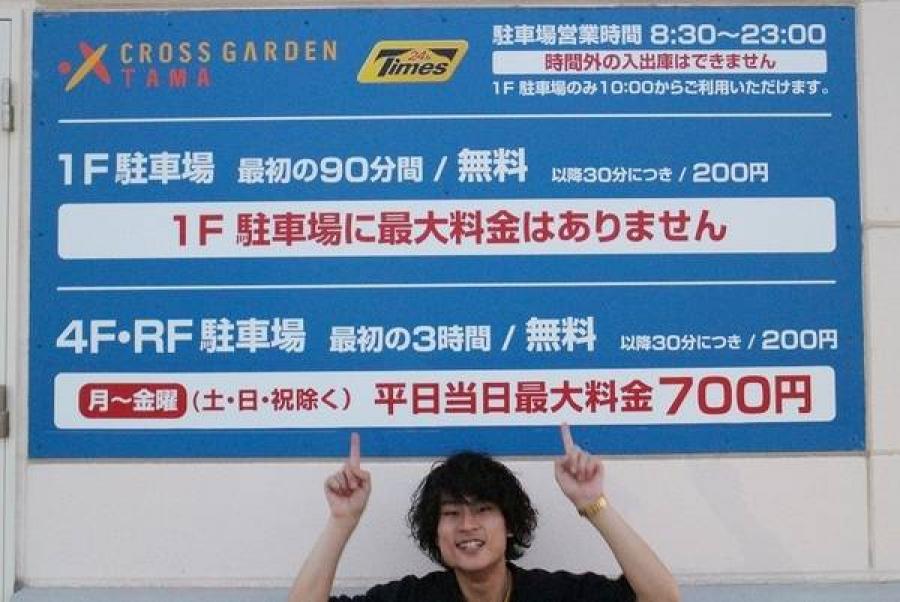 CROSS GARDEN
TAMA
24h
Times
駐車場営業時間 8:30～23:00
時間外の入出庫はできません
1F 駐車場のみ10:00からご利用いただけます。
1F 駐車場 最初の90分間 / 無料 以降30分につき / 200円
1F 駐車場に最大料金はありません
4F・RF 駐車場 最初の3時間 / 無料 以降30分につき / 200円
月～金曜 (土・日・祝除く) 平日当日最大料金 700円